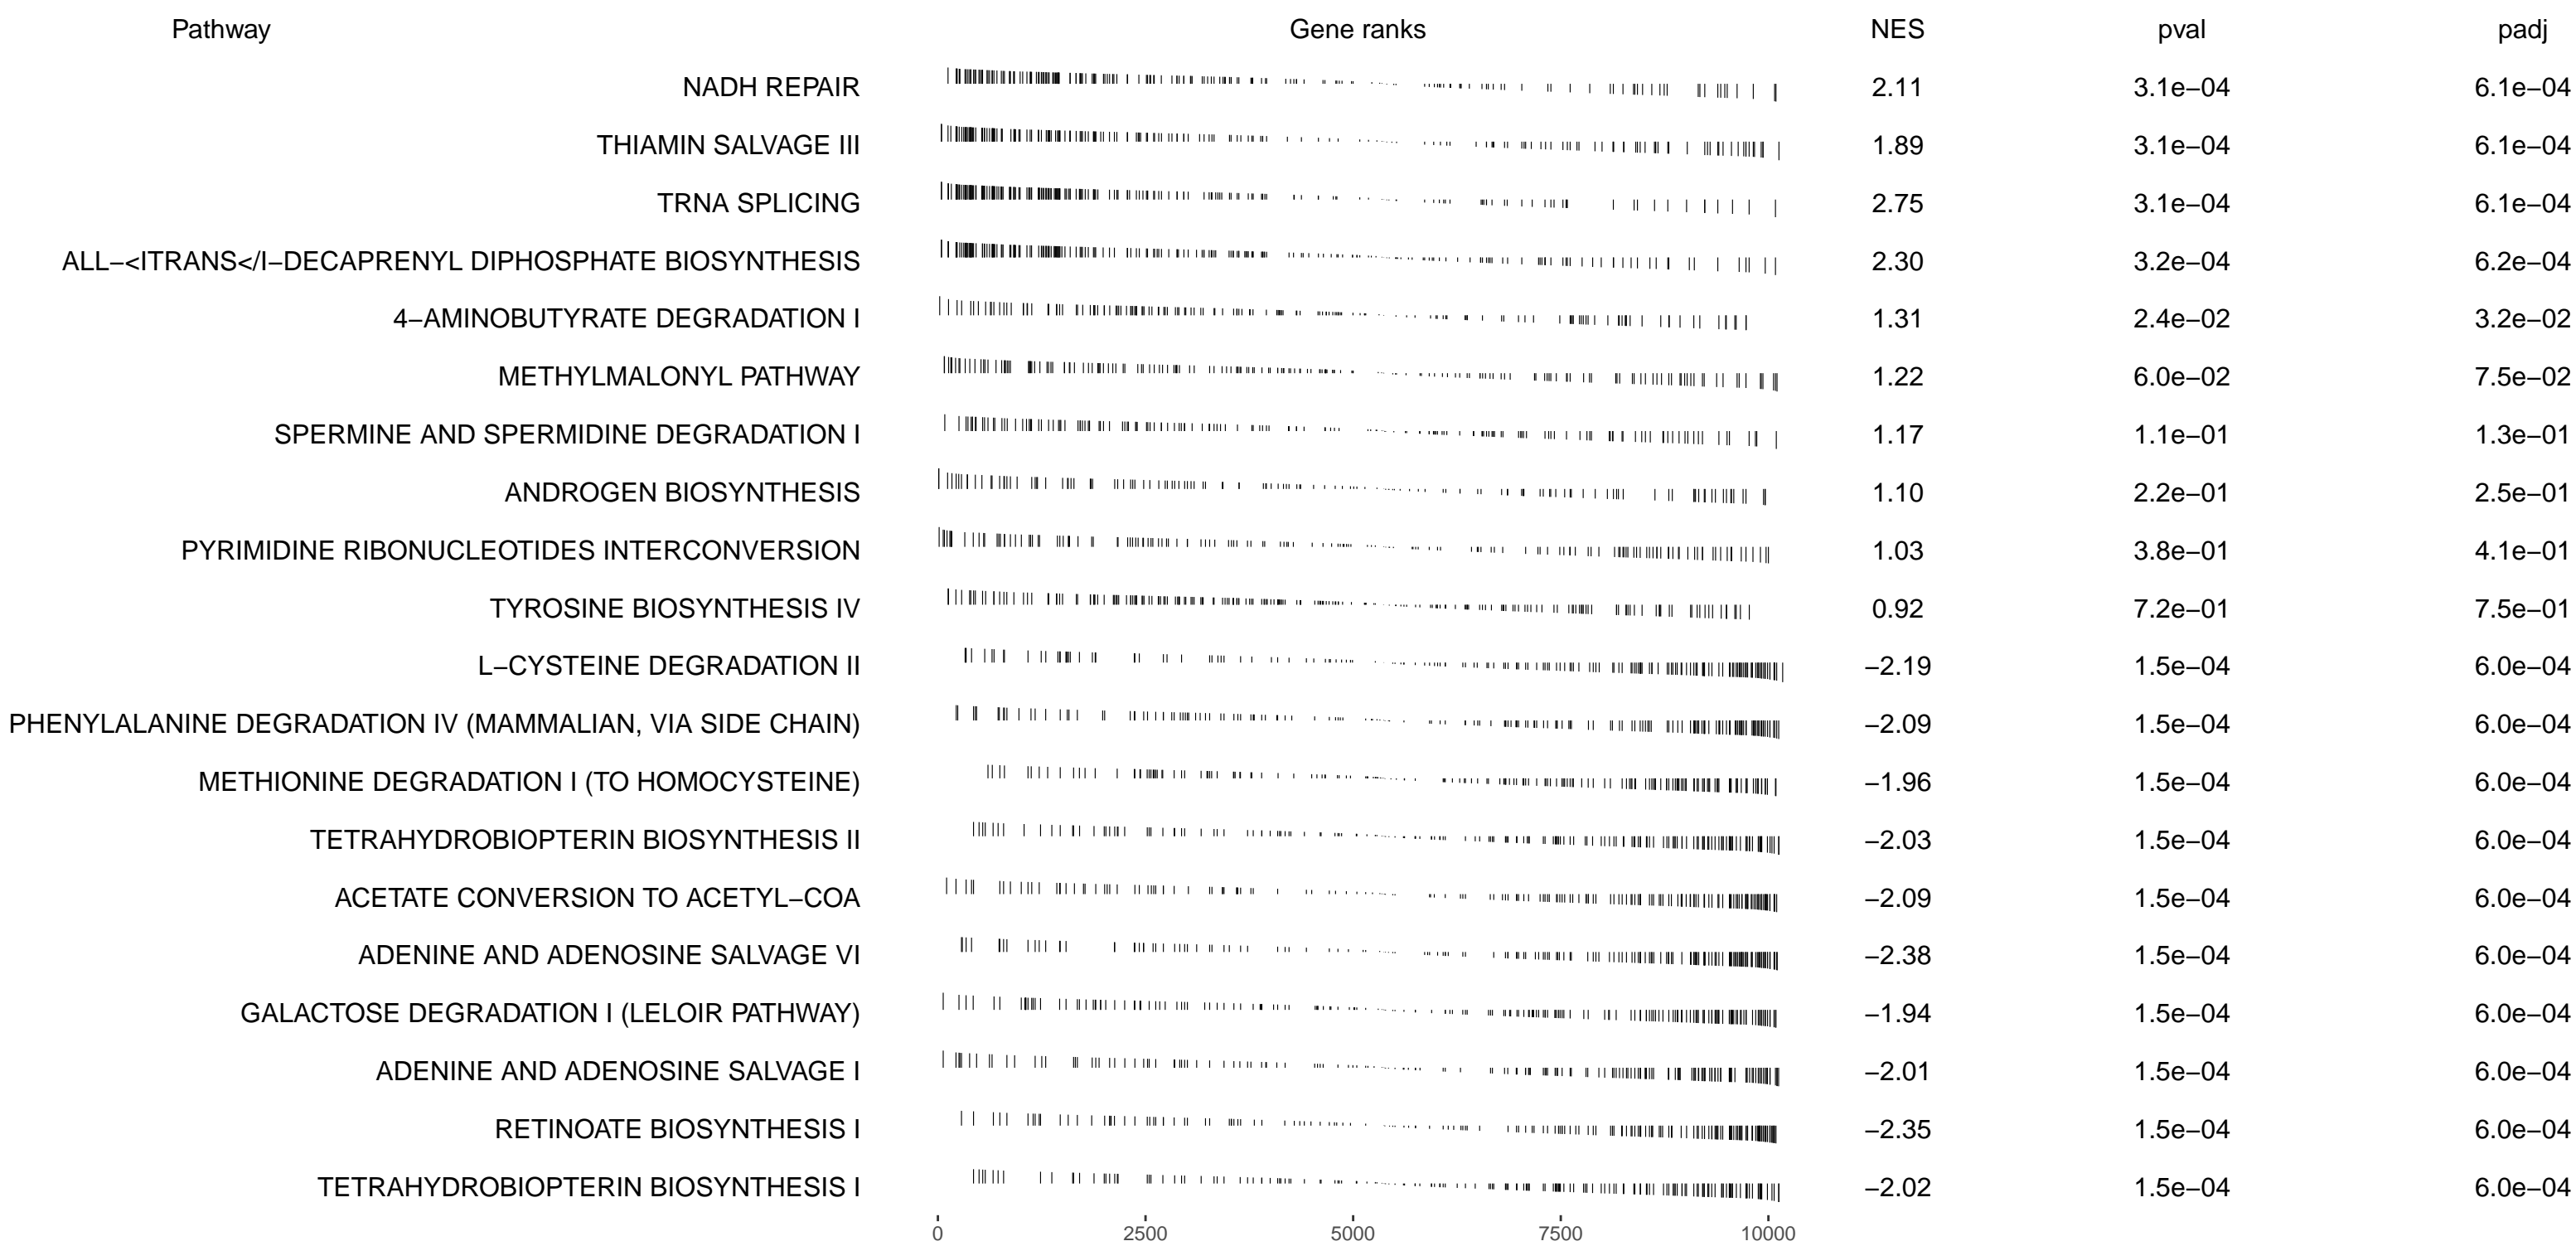 Pathway Gene ranks NES pval padj
NADH REPAIR 2.11 3.1e−04 6.1e−04
THIAMIN SALVAGE III 1.89 3.1e−04 6.1e−04
TRNA SPLICING 2.75 3.1e−04 6.1e−04
ALL−<ITRANS</I−DECAPRENYL DIPHOSPHATE BIOSYNTHESIS 2.30 3.2e−04 6.2e−04
4−AMINOBUTYRATE DEGRADATION I 1.31 2.4e−02 3.2e−02
METHYLMALONYL PATHWAY 1.22 6.0e−02 7.5e−02
SPERMINE AND SPERMIDINE DEGRADATION I 1.17 1.1e−01 1.3e−01
ANDROGEN BIOSYNTHESIS 1.10 2.2e−01 2.5e−01
PYRIMIDINE RIBONUCLEOTIDES INTERCONVERSION 1.03 3.8e−01 4.1e−01
TYROSINE BIOSYNTHESIS IV 0.92 7.2e−01 7.5e−01
L−CYSTEINE DEGRADATION II −2.19 1.5e−04 6.0e−04
PHENYLALANINE DEGRADATION IV (MAMMALIAN, VIA SIDE CHAIN) −2.09 1.5e−04 6.0e−04
METHIONINE DEGRADATION I (TO HOMOCYSTEINE) −1.96 1.5e−04 6.0e−04
TETRAHYDROBIOPTERIN BIOSYNTHESIS II −2.03 1.5e−04 6.0e−04
ACETATE CONVERSION TO ACETYL−COA −2.09 1.5e−04 6.0e−04
ADENINE AND ADENOSINE SALVAGE VI −2.38 1.5e−04 6.0e−04
GALACTOSE DEGRADATION I (LELOIR PATHWAY) −1.94 1.5e−04 6.0e−04
ADENINE AND ADENOSINE SALVAGE I −2.01 1.5e−04 6.0e−04
RETINOATE BIOSYNTHESIS I −2.35 1.5e−04 6.0e−04
TETRAHYDROBIOPTERIN BIOSYNTHESIS I −2.02 1.5e−04 6.0e−04
0 2500 5000 7500 10000